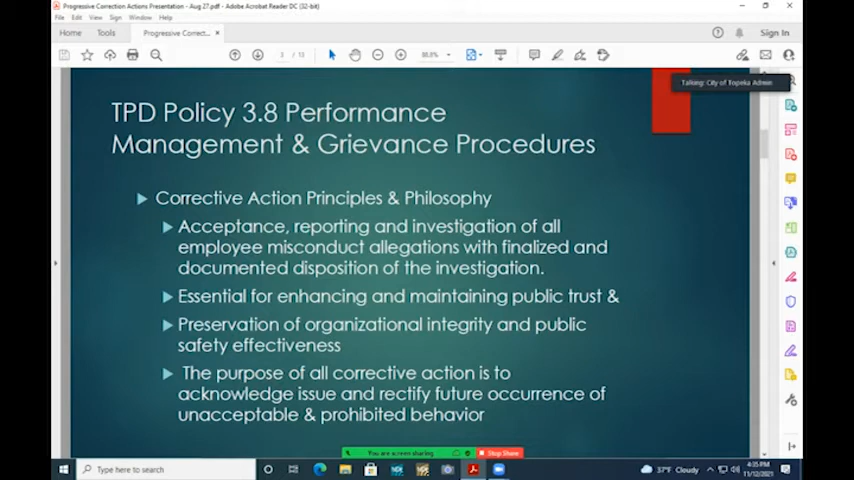 Progressive Correction Actions Presentation - Aug 27.pdf - Adobe Acrobat Reader DC (32-bit)
File Edit View Sign Window Help
Home Tools Progressive Correct... × Sign In
3 / 13 88.8%
Talking: City of Topeka Admin
TPD Policy 3.8 Performance
Management & Grievance Procedures
Corrective Action Principles & Philosophy
Acceptance, reporting and investigation of all
employee misconduct allegations with finalized and
documented disposition of the investigation.
Essential for enhancing and maintaining public trust &
Preservation of organizational integrity and public
safety effectiveness
The purpose of all corrective action is to
acknowledge issue and rectify future occurrence of
unacceptable & prohibited behavior
You are screen sharing Stop Share
Type here to search
37°F Cloudy
4:35 PM
11/12/2021